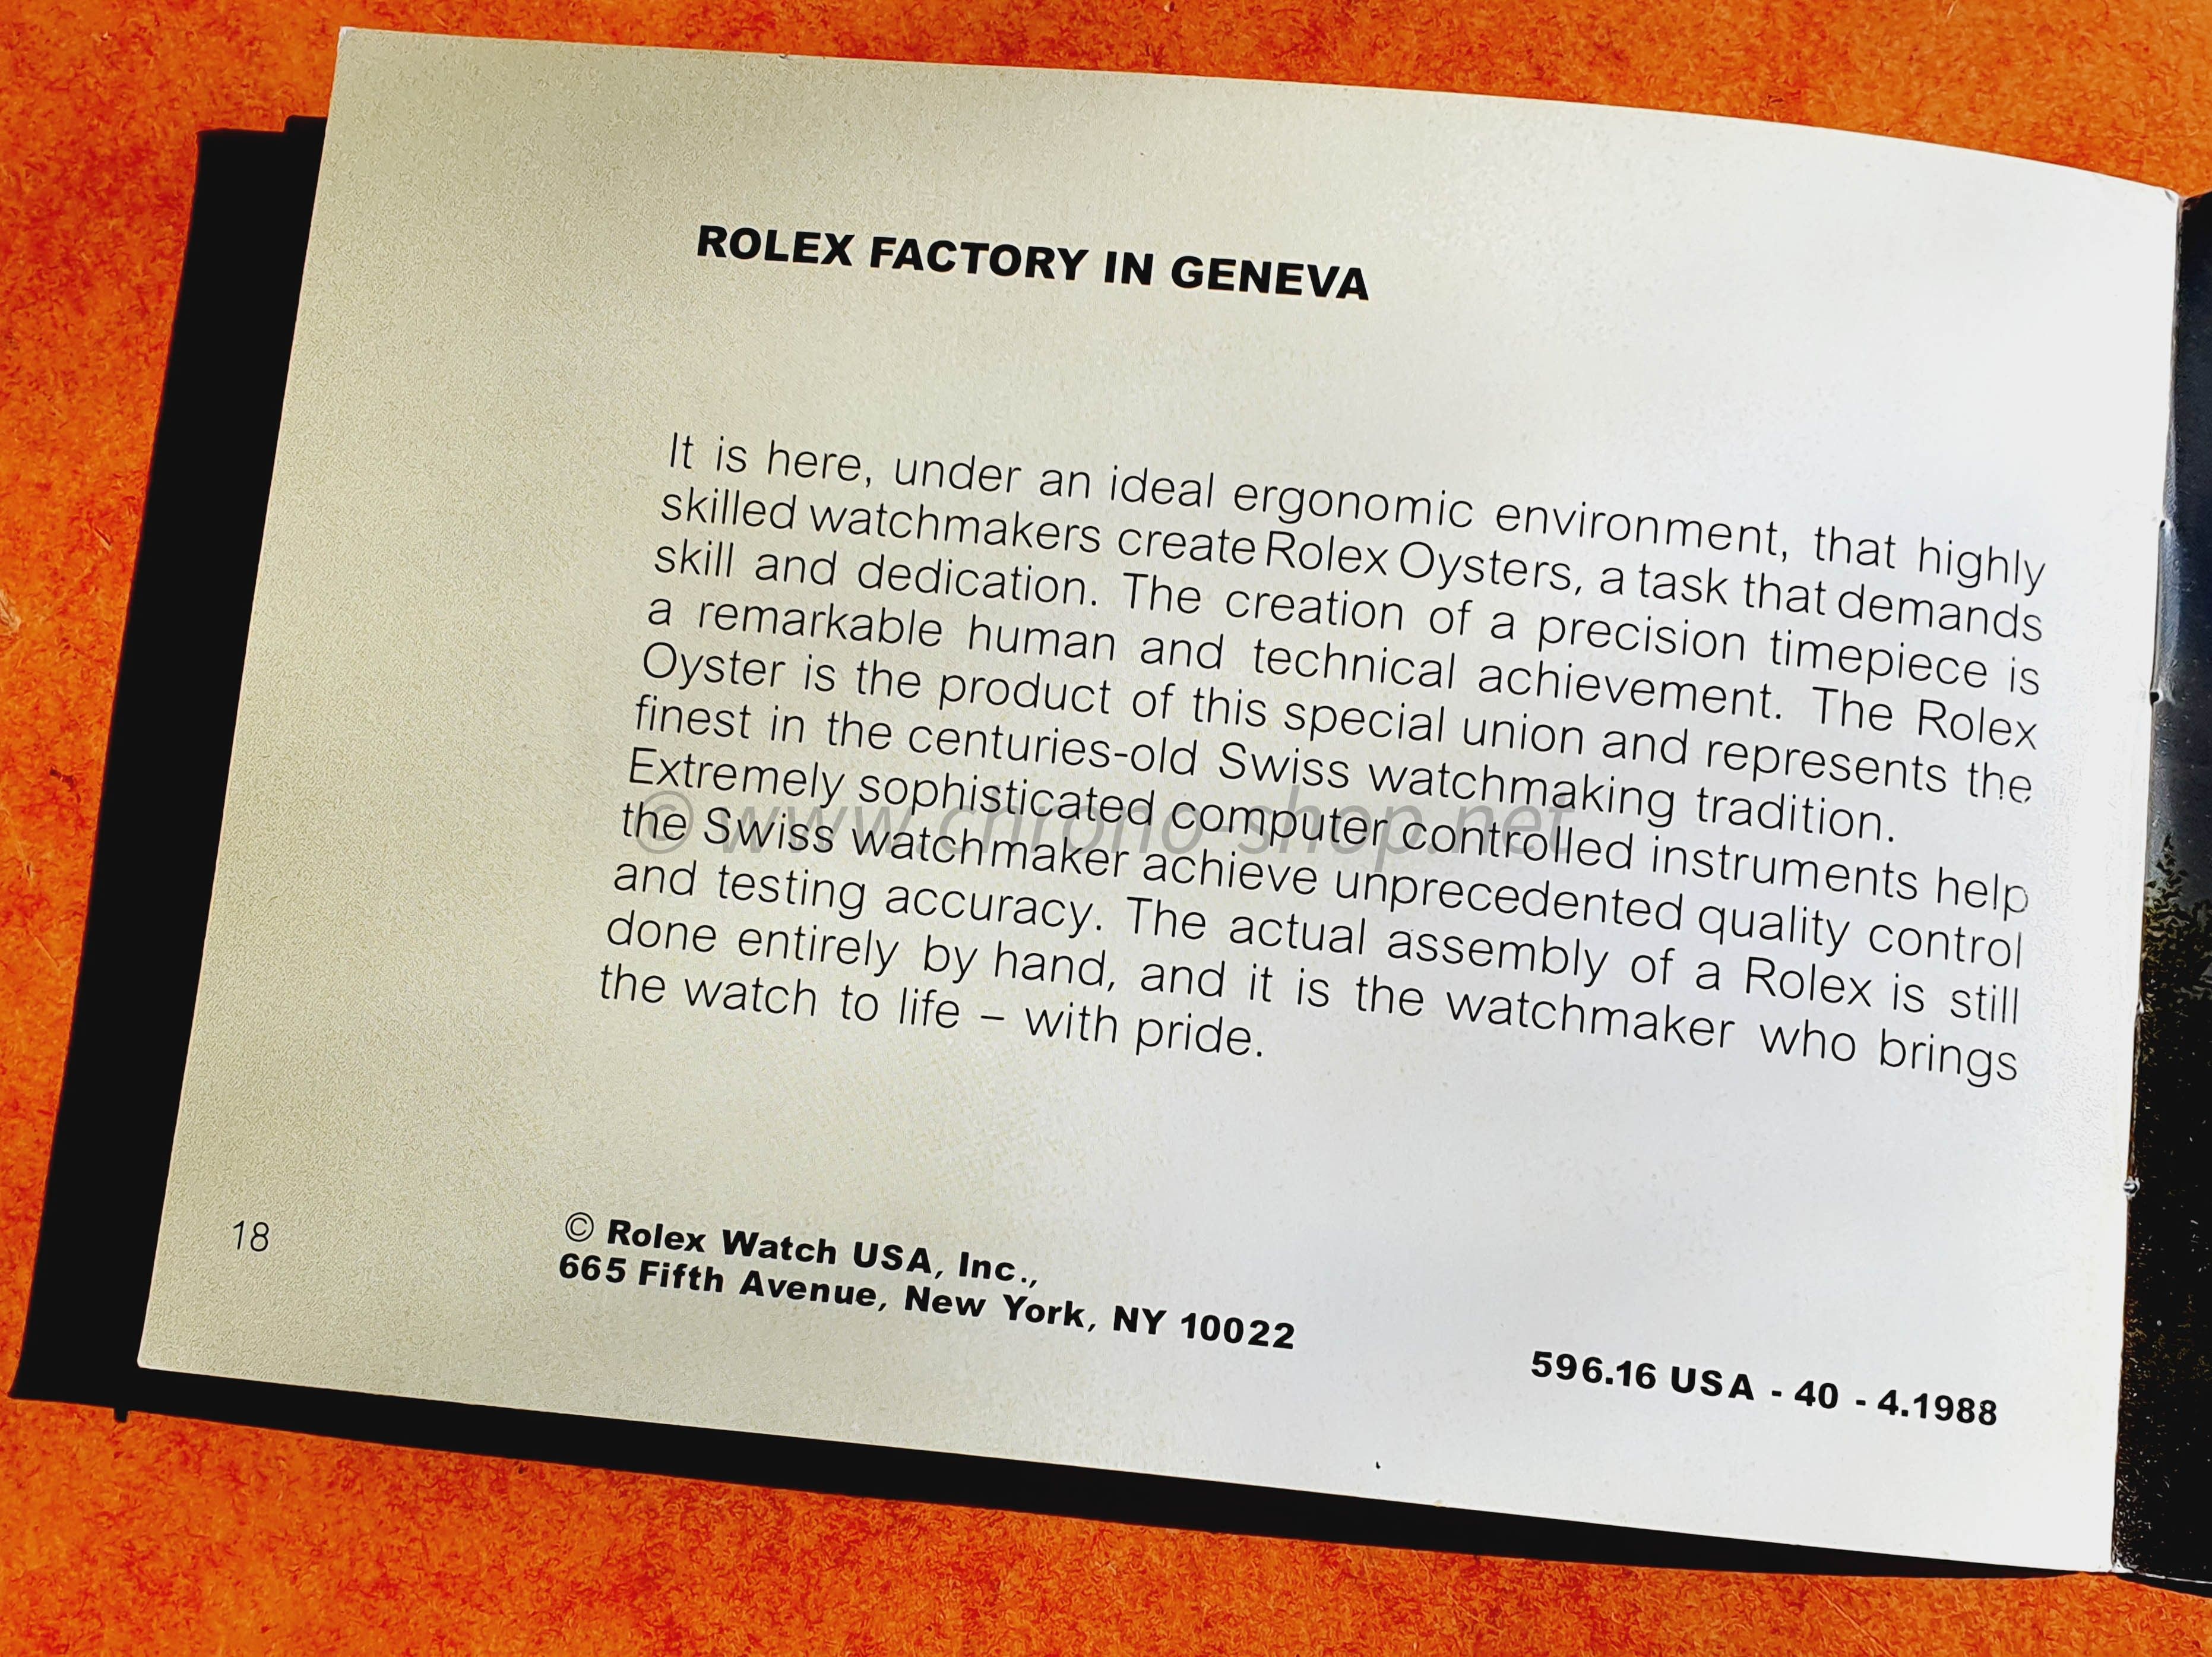 ROLEX FACTORY IN GENEVA
It is here, under an ideal ergonomic environment, that highly
skilled watchmakers create Rolex Oysters, a task that demands
skill and dedication. The creation of a precision timepiece is
a remarkable human and technical achievement. The Rolex
Oyster is the product of this special union and represents the
finest in the centuries-old Swiss watchmaking tradition.
Extremely sophisticated computer controlled instruments help
the Swiss watchmaker achieve unprecedented quality control
and testing accuracy. The actual assembly of a Rolex is still
done entirely by hand, and it is the watchmaker who brings
the watch to life – with pride.
© www.chrono-shop.net
18
© Rolex Watch USA, Inc.,
665 Fifth Avenue, New York, NY 10022
596.16 USA - 40 - 4.1988